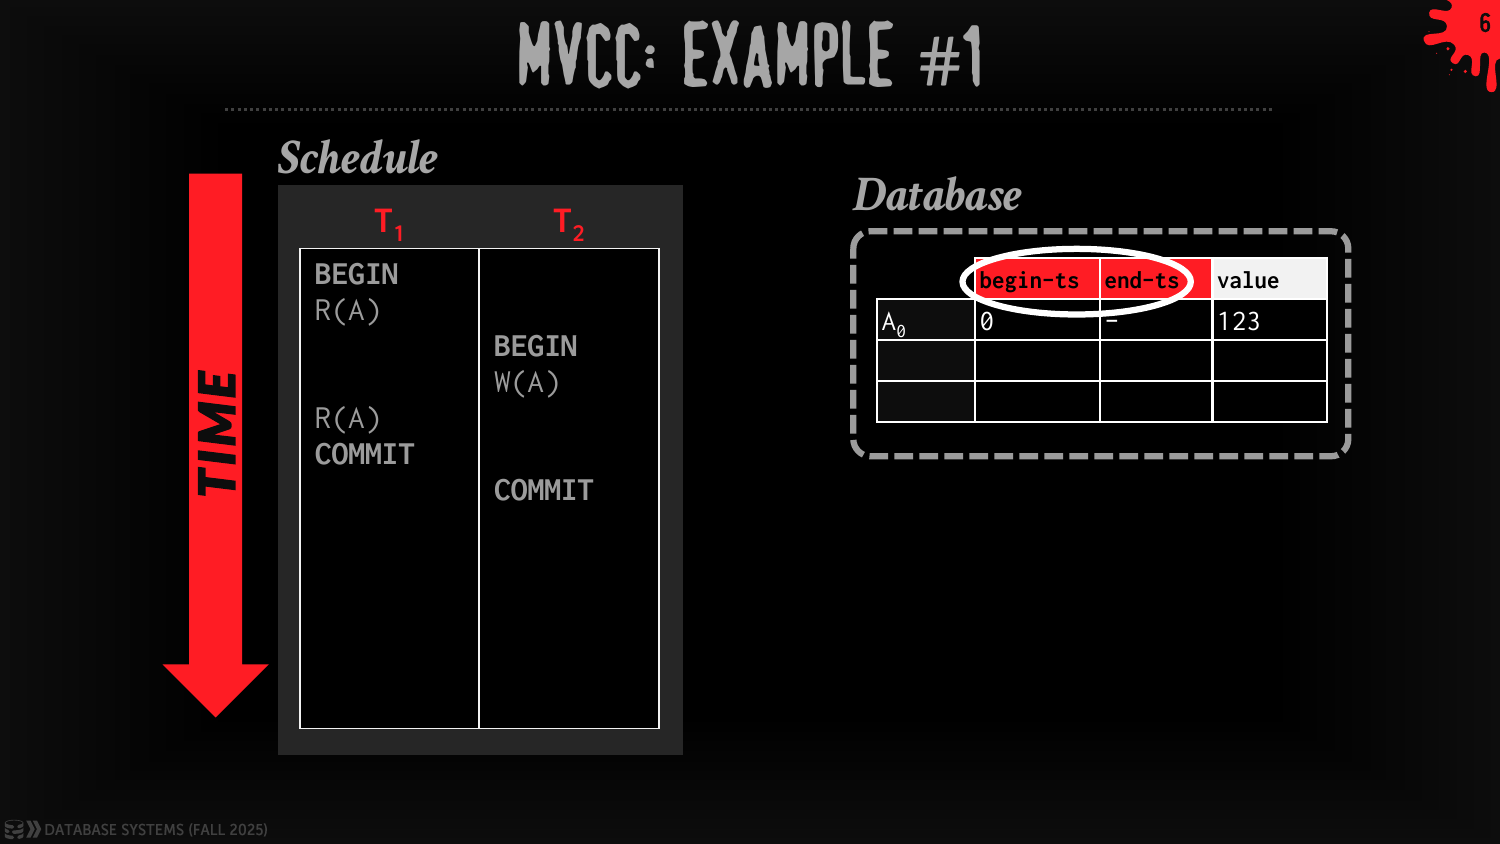 MVCC: EXAMPLE #1
6
Schedule
T1 T2
BEGIN
R(A)
BEGIN
W(A)
R(A)
COMMIT
COMMIT
TIME
Database
begin-ts end-ts value
A0 0 - 123
DATABASE SYSTEMS (FALL 2025)